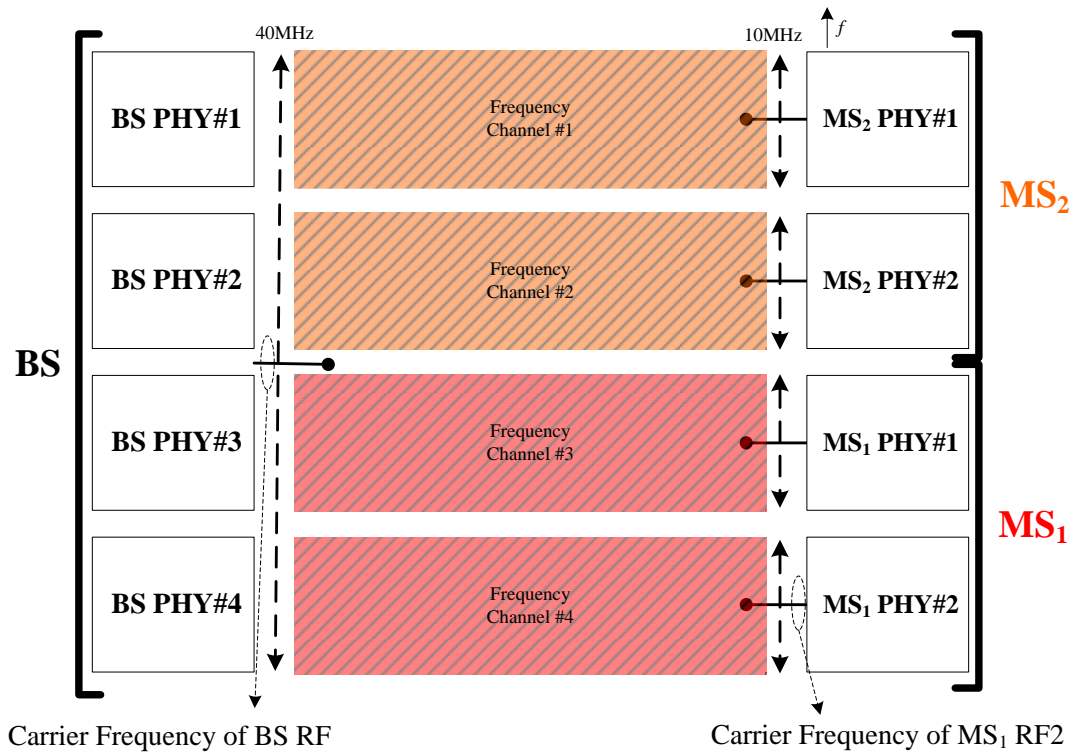 40MHz
10MHz
f
BS PHY#1
Frequency
Channel #1
MS₂ PHY#1
MS₂
BS PHY#2
Frequency
Channel #2
MS₂ PHY#2
BS
BS PHY#3
Frequency
Channel #3
MS₁ PHY#1
MS₁
BS PHY#4
Frequency
Channel #4
MS₁ PHY#2
Carrier Frequency of BS RF
Carrier Frequency of MS₁ RF2